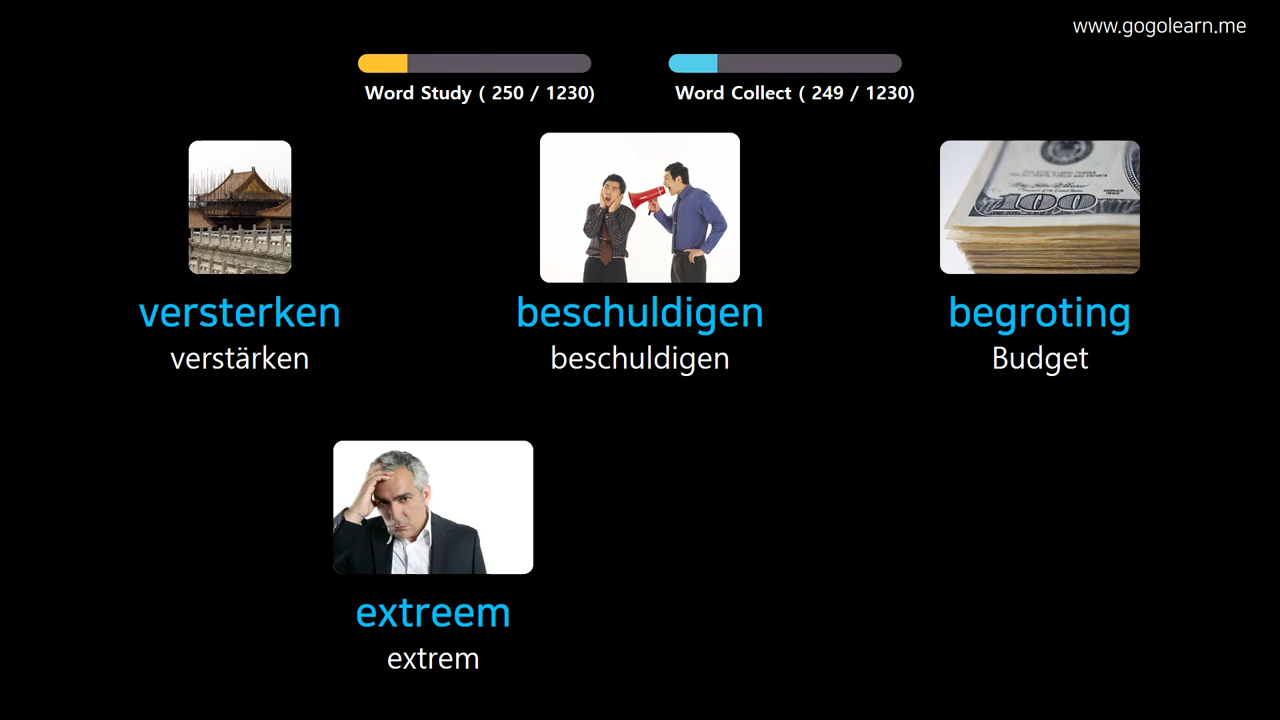 www.gogolearn.me
Word Study ( 250 / 1230)
Word Collect ( 249 / 1230)
100
versterken
beschuldigen
begroting
verstärken
beschuldigen
Budget
extreem
extrem